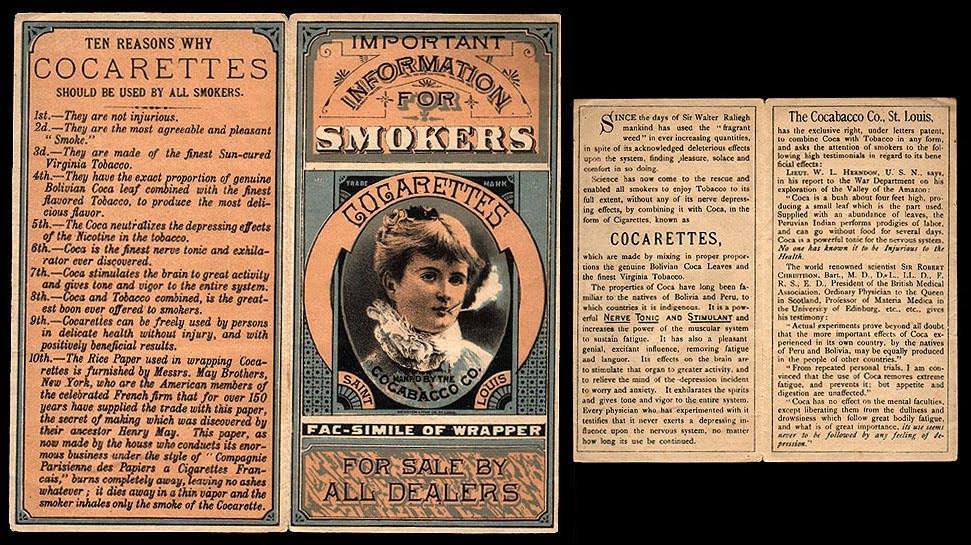 TEN REASONS WHY
COCARETTES
SHOULD BE USED BY ALL SMOKERS.
1st.—They are not injurious.
2d.—They are the most agreeable and pleasant
"Smoke."
3d.—They are made of the finest Sun-cured
Virginia Tobacco.
4th.—They have the exact proportion of genuine
Bolivian Coca leaf combined with the finest
flavored Tobacco, to produce the most deli-
cious flavor.
5th.—The Coca neutralizes the depressing effects
of the Nicotine in the tobacco.
6th.—Coca is the finest nerve tonic and exhila-
rator ever discovered.
7th.—Coca stimulates the brain to great activity
and gives tone and vigor to the entire system.
8th.—Coca and Tobacco combined, is the great-
est boon ever offered to smokers.
9th.—Cocarettes can be freely used by persons
in delicate health without injury, and with
positively beneficial results.
10th.—The Rice Paper used in wrapping Coca-
rettes is furnished by Messrs. May Brothers,
New York, who are the American members of
the celebrated French firm that for over 150
years have supplied the trade with this paper,
the secret of making which was discovered by
their ancestor Henry May. This paper, as
now made by the house who conducts its enor-
mous business under the style of "Compagnie
Parisienne des Papiers a Cigarettes Fran-
cais," burns completely away, leaving no ashes
whatever; it dies away in a thin vapor and the
smoker inhales only the smoke of the Cocarette.
IMPORTANT
INFORMATION
FOR
SMOKERS
TRADE MARK
COCARETTES
MANF'D BY THE
COCABACCO CO.
SAINT LOUIS
FAC-SIMILE OF WRAPPER
FOR SALE BY
ALL DEALERS
SINCE the days of Sir Walter Raliegh
mankind has used the "fragrant
weed" in ever increasing quantities,
in spite of its acknowledged deleterious effects
upon the system, finding pleasure, solace and
comfort in so doing.
Science has now come to the rescue and
enabled all smokers to enjoy Tobacco to its
full extent, without any of its nerve depress-
ing effects, by combining it with Coca, in the
form of Cigarettes, known as
COCARETTES,
which are made by mixing in proper propor-
tions the genuine Bolivian Coca Leaves and
the finest Virginia Tobacco.
The properties of Coca have long been fa-
miliar to the natives of Bolivia and Peru, to
which countries it is indigenous. It is a pow-
erful NERVE TONIC AND STIMULANT and
increases the power of the muscular system
to sustain fatigue. It has also a pleasant
genial, excitant influence, removing fatigue
and languor. Its effects on the brain are
to stimulate that organ to greater activity, and
to relieve the mind of the depression incident
to worry and anxiety. It exhilarates the spirits
and gives tone and vigor to the entire system.
Every physician who has experimented with it
testifies that it never exerts a depressing in-
fluence upon the nervous system, no matter
how long its use be continued.
The Cocabacco Co., St. Louis,
has the exclusive right, under letters patent,
to combine Coca with Tobacco in any form,
and asks the attention of smokers to the fol-
lowing high testimonials in regard to its bene
ficial effects:
LIEUT. W. L. HERNDON, U. S. N., says,
in his report to the War Department on his
exploration of the Valley of the Amazon:
"Coca is a bush about four feet high, pro-
ducing a small leaf which is the part used.
Supplied with an abundance of leaves, the
Peruvian Indian performs prodigies of labor,
and can go without food for several days.
Coca is a powerful tonic for the nervous system.
No one has known it to be Injurious to the
Health.
The world renowned scientist SIR ROBERT
CHRISTISON, Bart., M. D., D.C.L., LL. D., F.
R. S., E. D., President of the British Medical
Association, Ordinary Physician to the Queen
in Scotland, Professor of Materia Medica in
the University of Edinburg, etc., etc., gives
his testimony:
"Actual experiments prove beyond all doubt
that the more important effects of Coca ex-
perienced in its own country, by the natives
of Peru and Bolivia, may be equally produced
in the people of other countries."
"From repeated personal trials, I am con-
vinced that the use of Coca removes extreme
fatigue, and prevents it; but appetite and
digestion are unaffected."
"Coca has no effect on the mental faculties,
except liberating them from the dullness and
drowsiness which follow great bodily fatigue,
and what is of great importance, its use seems
never to be followed by any feeling of de-
pression."